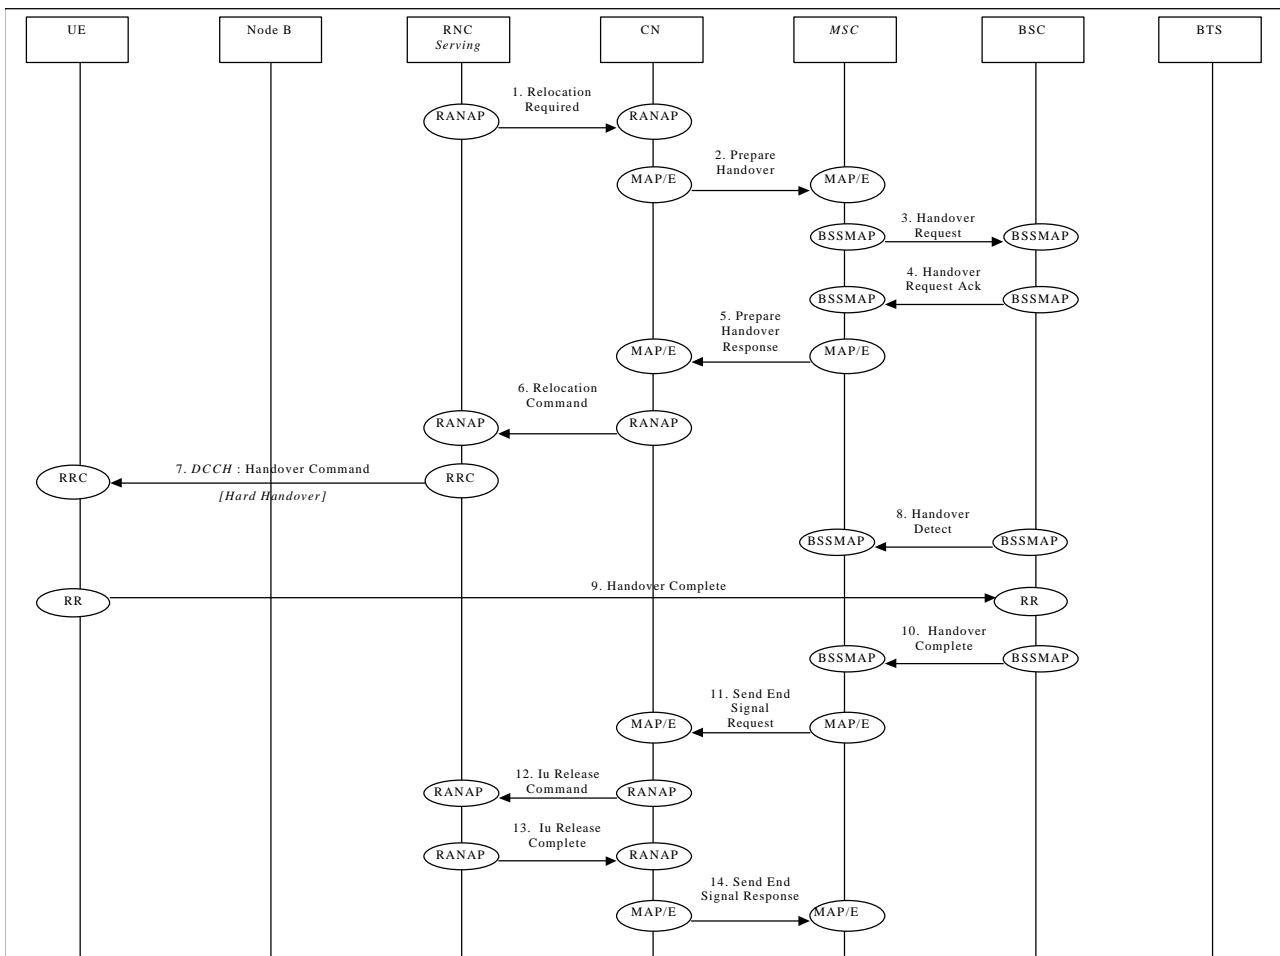 UE
Node B
RNC
Serving
CN
MSC
BSC
BTS
1. Relocation
Required
RANAP
RANAP
2. Prepare
Handover
MAP/E
MAP/E
3. Handover
Request
BSSMAP
BSSMAP
4. Handover
Request Ack
BSSMAP
BSSMAP
5. Prepare
Handover
Response
MAP/E
MAP/E
6. Relocation
Command
RANAP
RANAP
7. DCCH : Handover Command
[Hard Handover]
RRC
RRC
8. Handover
Detect
BSSMAP
BSSMAP
9. Handover Complete
RR
RR
10. Handover
Complete
BSSMAP
BSSMAP
11. Send End
Signal
Request
MAP/E
MAP/E
12. Iu Release
Command
RANAP
RANAP
13. Iu Release
Complete
RANAP
RANAP
14. Send End
Signal Response
MAP/E
MAP/E